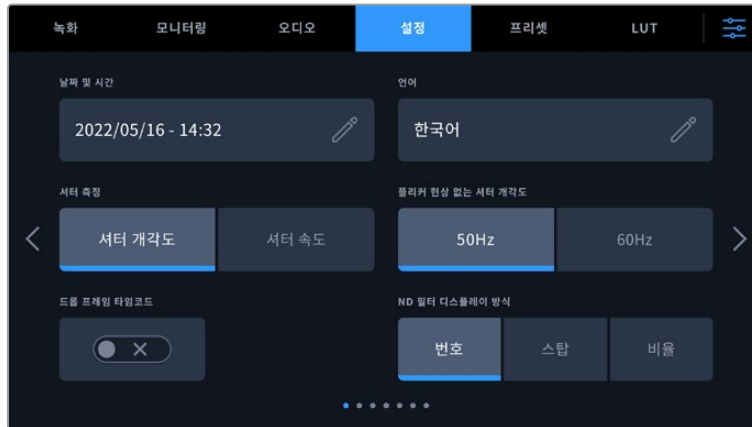 녹화 모니터링 오디오 설정 프리셋 LUT
날짜 및 시간 언어
2022/05/16 - 14:32 한국어
셔터 측정 플리커 현상 없는 셔터 개각도
셔터 개각도 셔터 속도 50Hz 60Hz
드롭 프레임 타임코드 ND 필터 디스플레이 방식
번호 스탑 비율